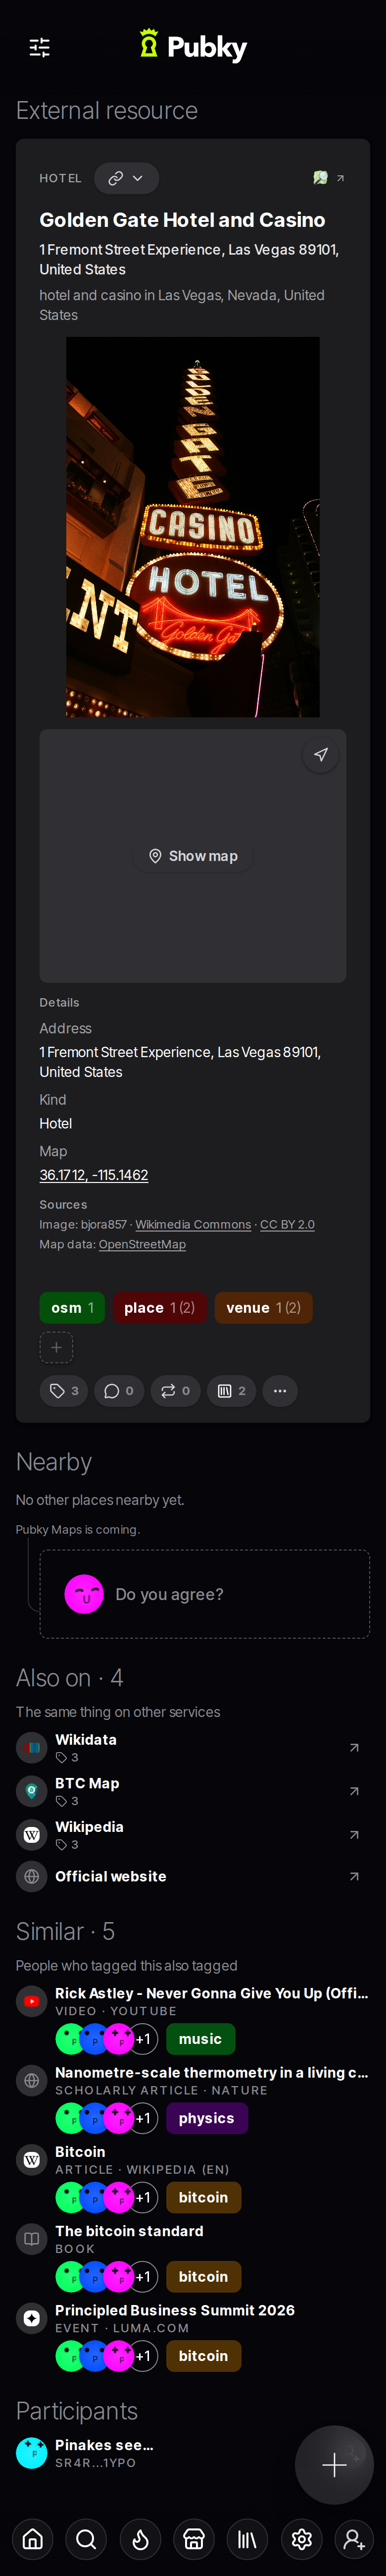 Pubky
External resource
HOTEL
Golden Gate Hotel and Casino
1 Fremont Street Experience, Las Vegas 89101,
United States
hotel and casino in Las Vegas, Nevada, United
States
GOLDEN GATE
CASINO
HOTEL
Golden Gate
NT
Show map
Details
Address
1 Fremont Street Experience, Las Vegas 89101,
United States
Kind
Hotel
Map
36.1712, -115.1462
Sources
Image: bjora857 · Wikimedia Commons · CC BY 2.0
Map data: OpenStreetMap
osm 1
place 1 (2)
venue 1 (2)
3
0
0
2
Nearby
No other places nearby yet.
Pubky Maps is coming.
Do you agree?
Also on · 4
The same thing on other services
Wikidata
3
BTC Map
3
Wikipedia
3
Official website
Similar · 5
People who tagged this also tagged
Rick Astley - Never Gonna Give You Up (Offi...
VIDEO · YOUTUBE
+1
music
Nanometre-scale thermometry in a living c...
SCHOLARLY ARTICLE · NATURE
+1
physics
Bitcoin
ARTICLE · WIKIPEDIA (EN)
+1
bitcoin
The bitcoin standard
BOOK
+1
bitcoin
Principled Business Summit 2026
EVENT · LUMA.COM
+1
bitcoin
Participants
Pinakes see...
SR4R...1YPO